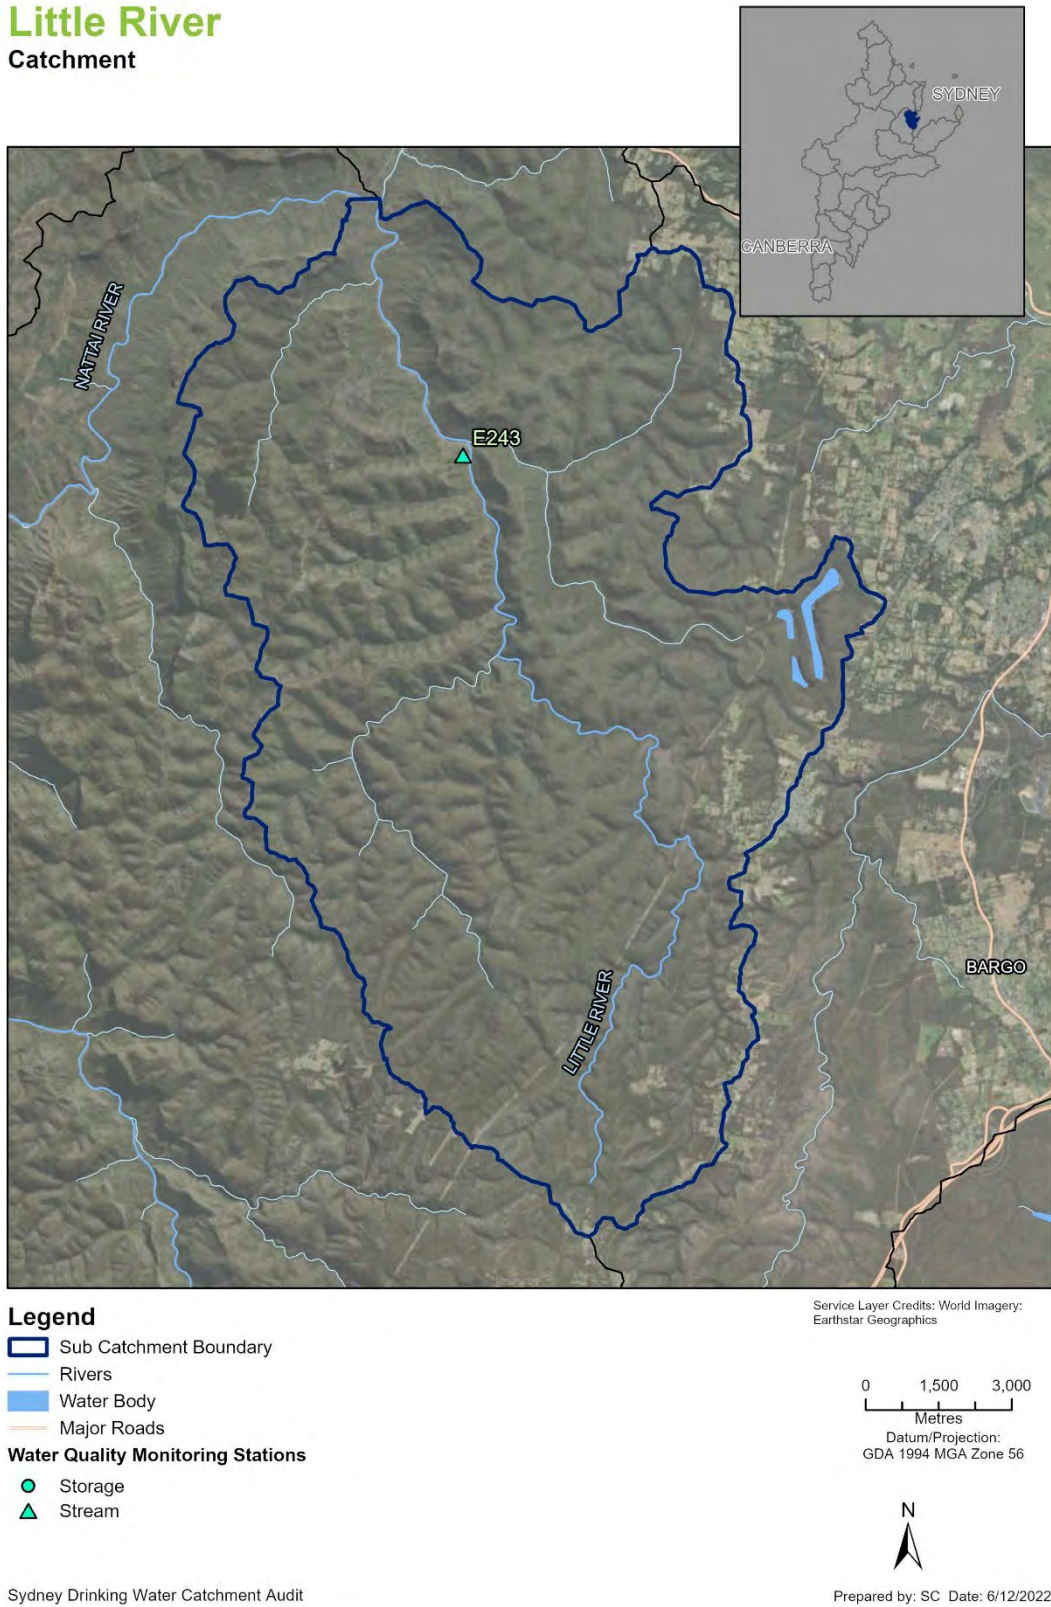 Little River
Catchment
SYDNEY
CANBERRA
NATTAI RIVER
E243
LITTLE RIVER
BARGO
Legend
Sub Catchment Boundary
Rivers
Water Body
Major Roads
Water Quality Monitoring Stations
Storage
Stream
Service Layer Credits: World Imagery:
Earthstar Geographics
0 1,500 3,000
Metres
Datum/Projection:
GDA 1994 MGA Zone 56
N
Sydney Drinking Water Catchment Audit
Prepared by: SC Date: 6/12/2022